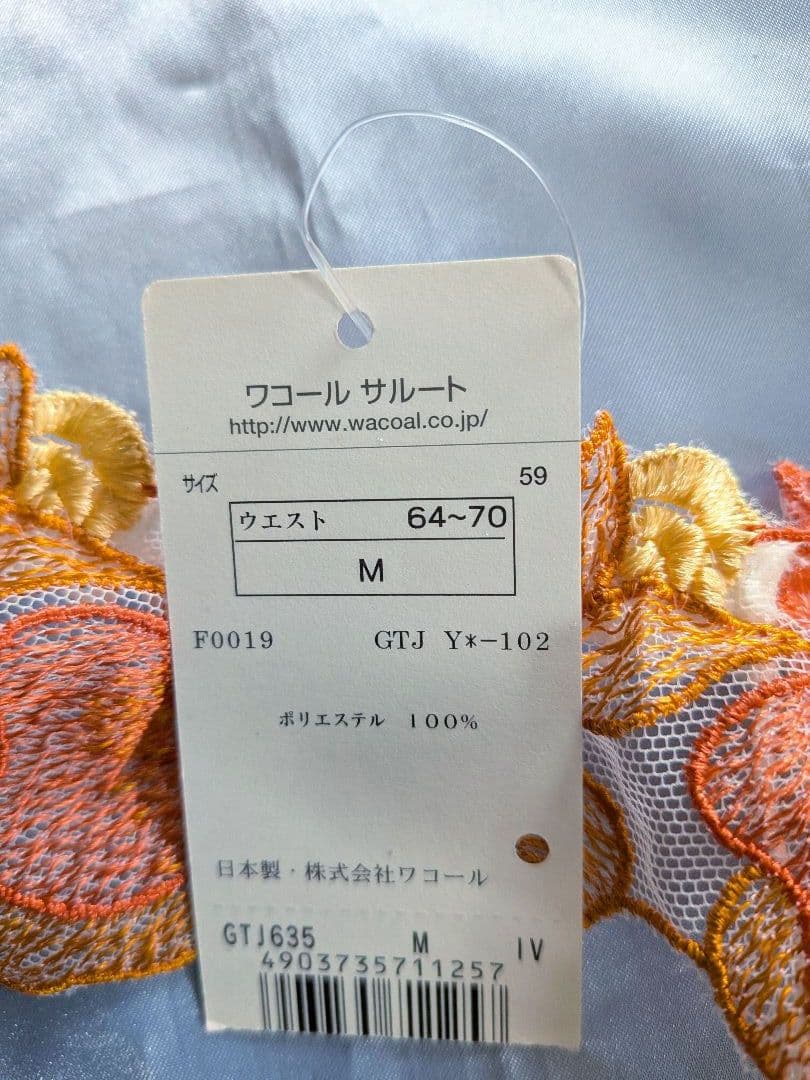 ワコール サルート
http://www.wacoal.co.jp/
サイズ 59
ウエスト 64~70
M
F0019 GTJ Y*-102
ポリエステル 100%
日本製・株式会社ワコール
GTJ635 M IV
4903735711257